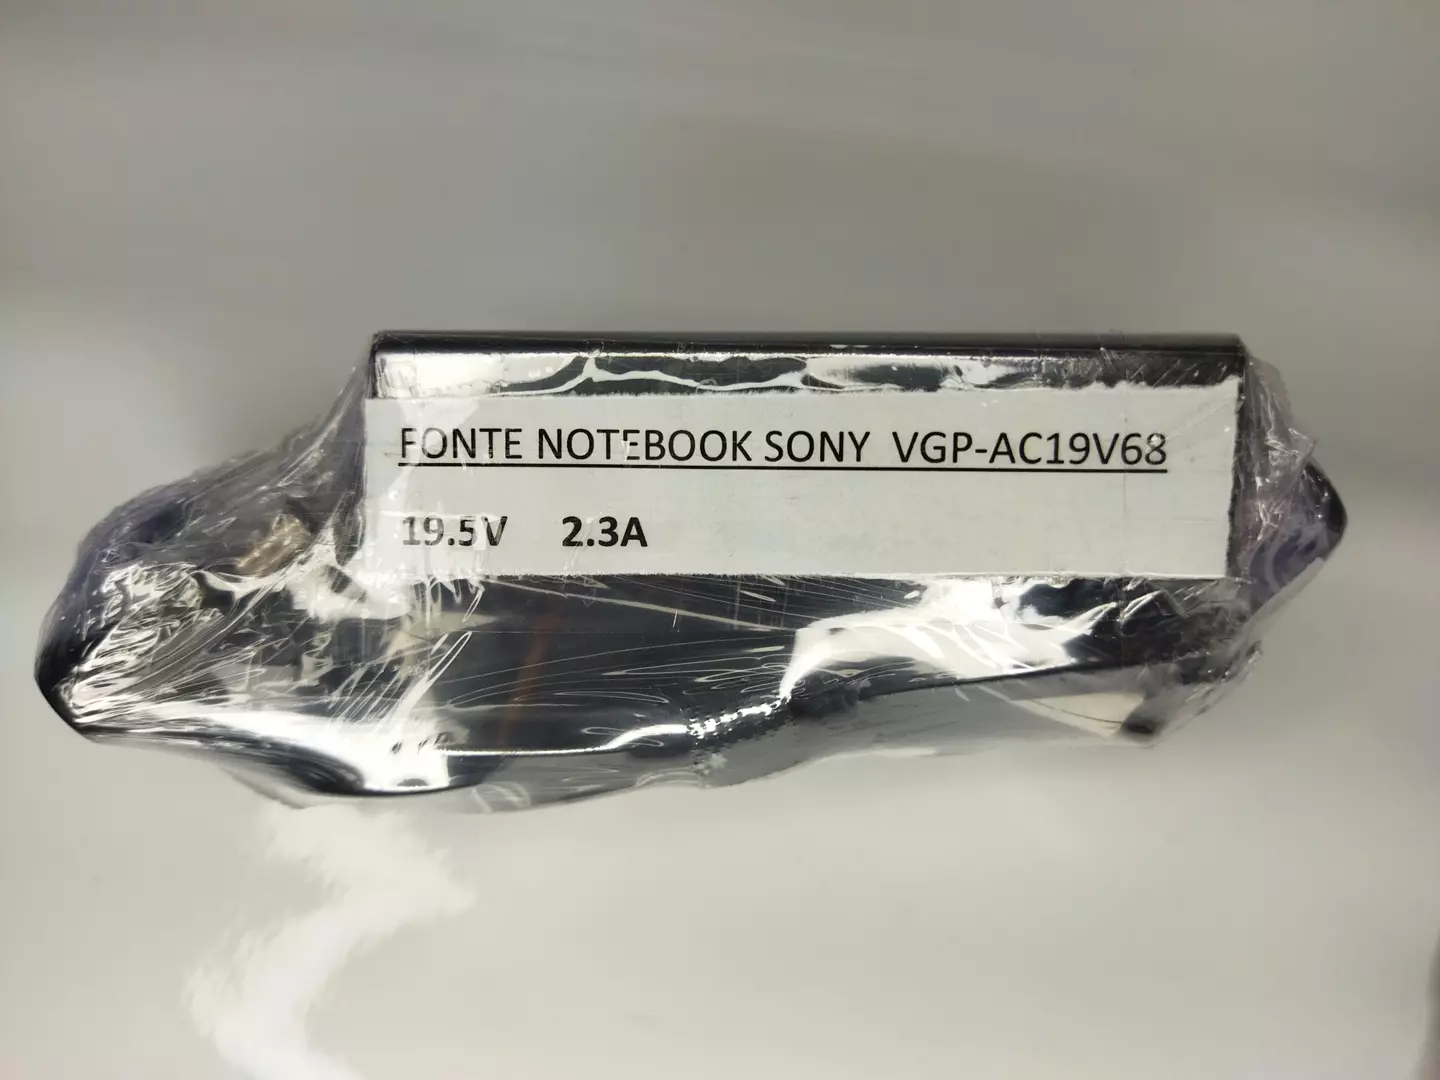 FONTE NOTEBOOK SONY VGP-AC19V68
19.5V 2.3A